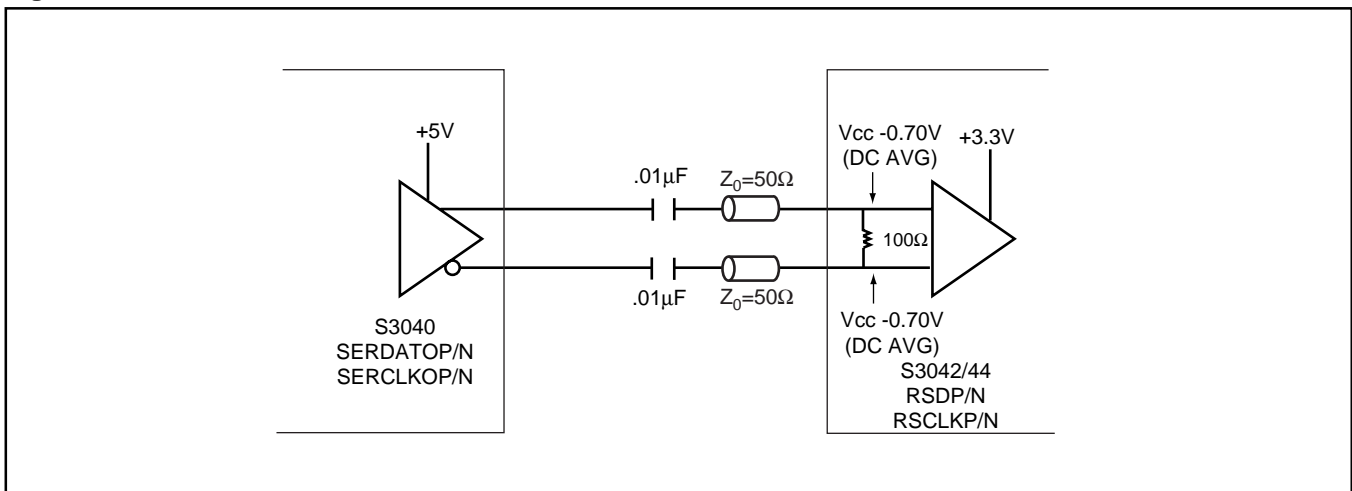 +5V
S3040
SERDATOP/N
SERCLKOP/N
.01μF
Z₀=50Ω
.01μF
Z₀=50Ω
Vcc -0.70V
(DC AVG)
+3.3V
100Ω
Vcc -0.70V
(DC AVG)
S3042/44
RSDP/N
RSCLKP/N